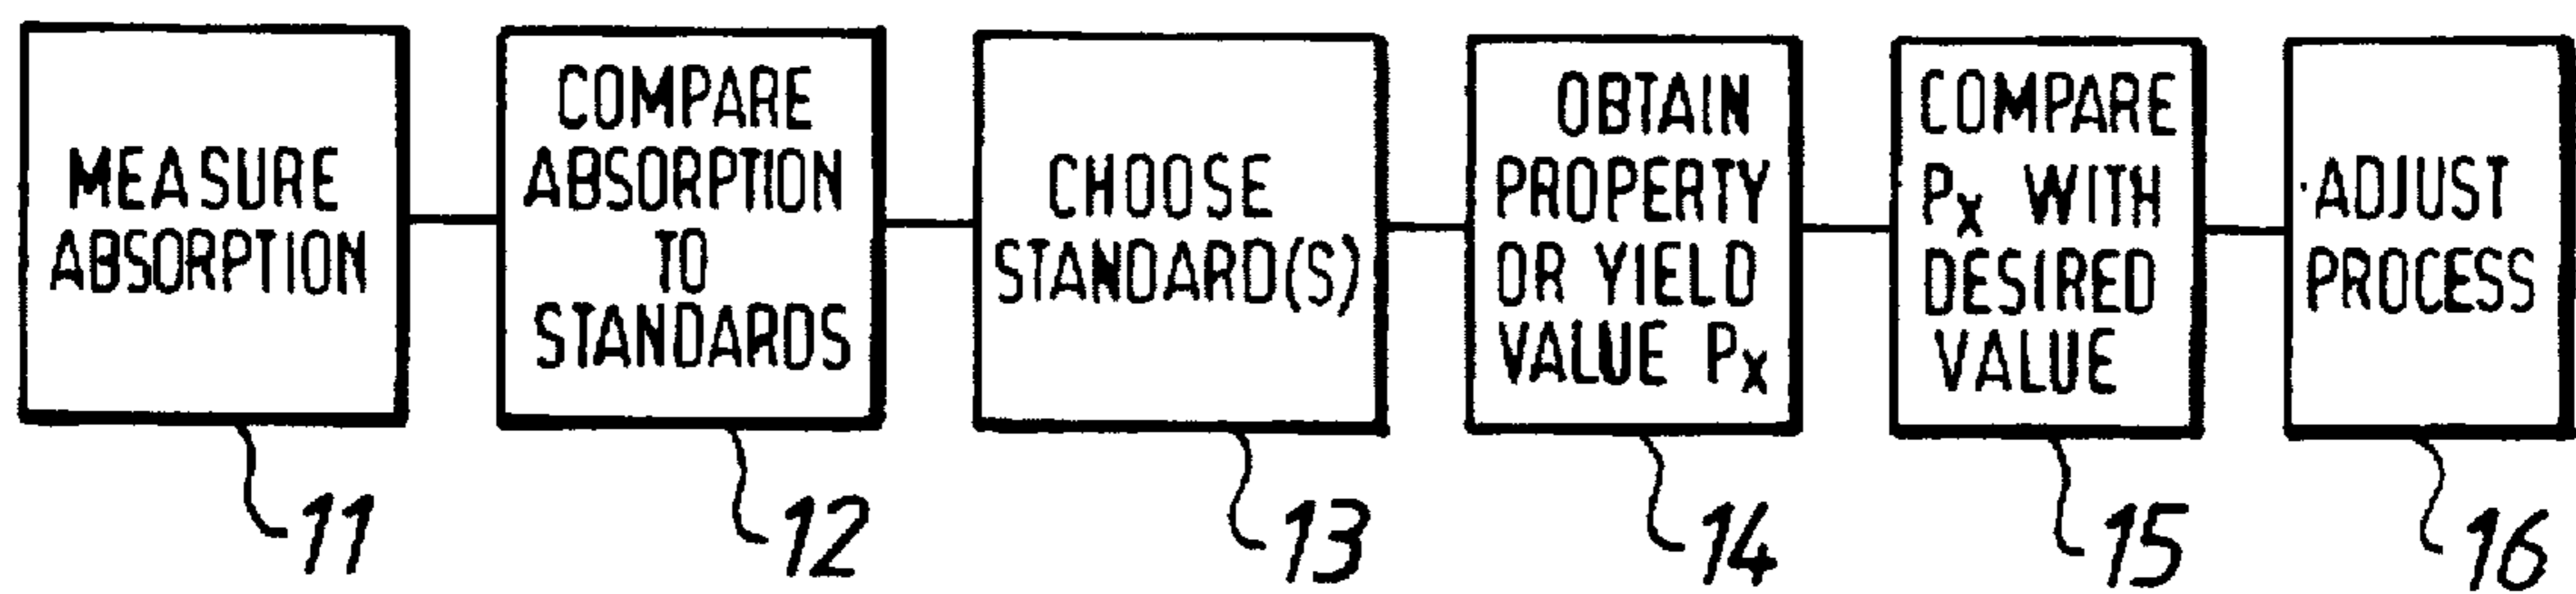 MEASURE
ABSORPTION
COMPARE
ABSORPTION
TO
STANDARDS
CHOOSE
STANDARD(S)
OBTAIN
PROPERTY
OR YIELD
VALUE Px
COMPARE
Px WITH
DESIRED
VALUE
ADJUST
PROCESS
11
12
13
14
15
16